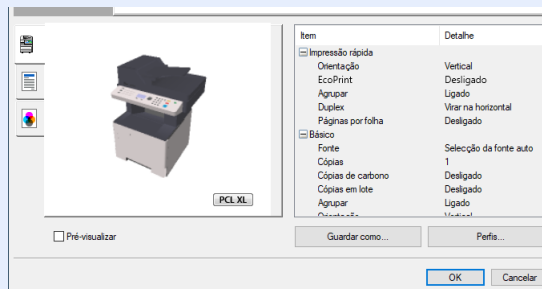 Item Detalhe
Impressão rápida
Orientação Vertical
EcoPrint Desligado
Agrupar Ligado
Duplex Virar na horizontal
Páginas por folha Desligado
Básico
Fonte Selecção da fonte auto
Cópias 1
Cópias de carbono Desligado
Cópias em lote Desligado
Agrupar Ligado
Orientação Vertical
PCL XL
Pré-visualizar
Guardar como... Perfis...
OK Cancelar